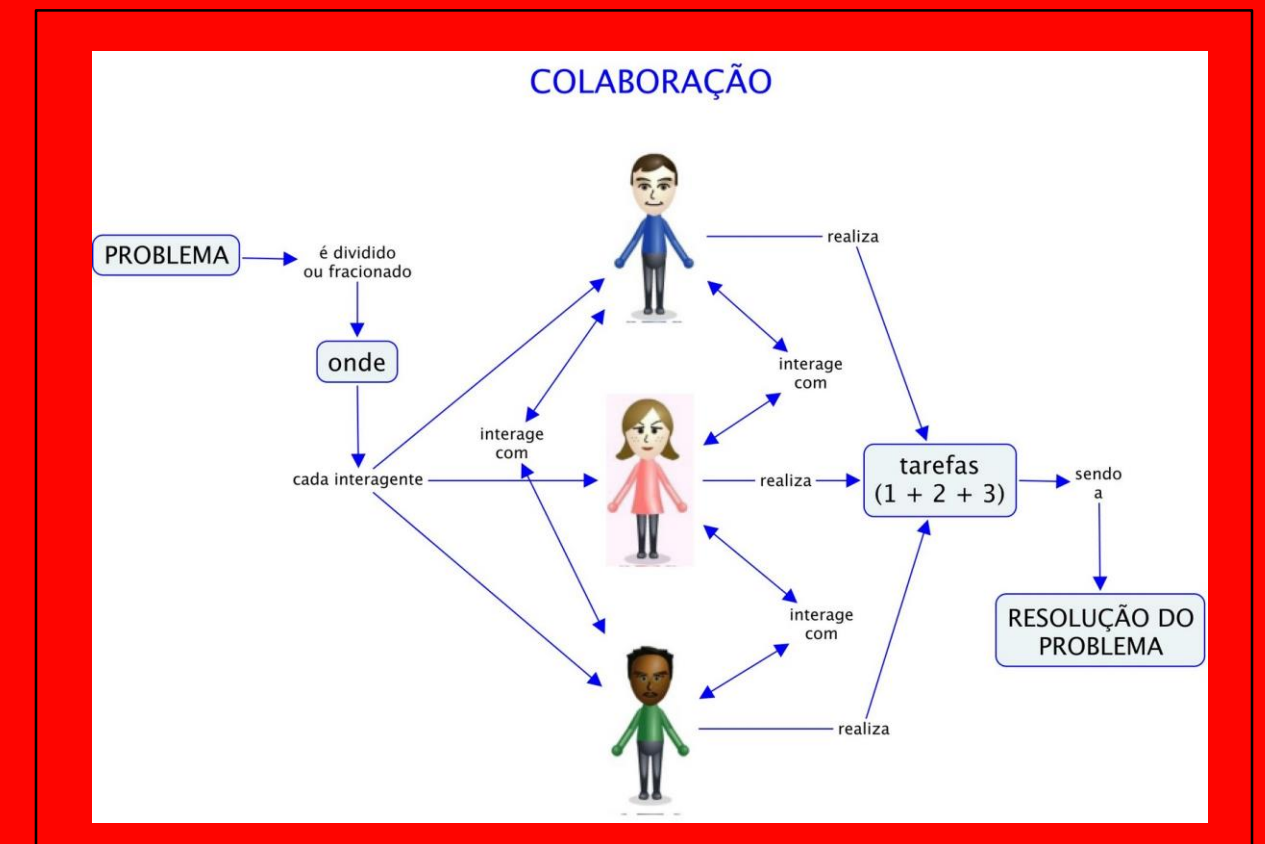 COLABORAÇÃO
PROBLEMA
é dividido
ou fracionado
onde
cada interagente
interage
com
realiza
interage
com
realiza
interage
com
realiza
tarefas
(1 + 2 + 3)
sendo
a
RESOLUÇÃO DO
PROBLEMA